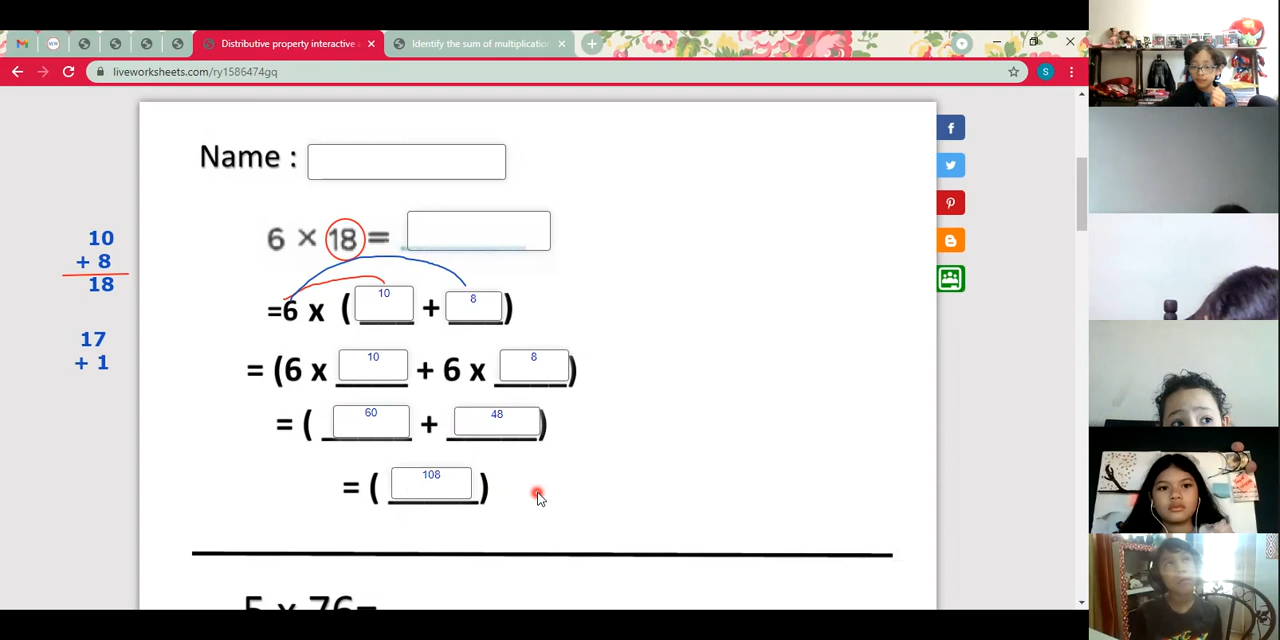 Distributive property interactive
Identify the sum of multiplication
liveworksheets.com/ry1586474gq
S
Name :
6 × 18 =
10
+ 8
18
17
+ 1
=6 x ( 10 + 8 )
= (6 x 10 + 6 x 8 )
= ( 60 + 48 )
= ( 108 )
5 x 76=